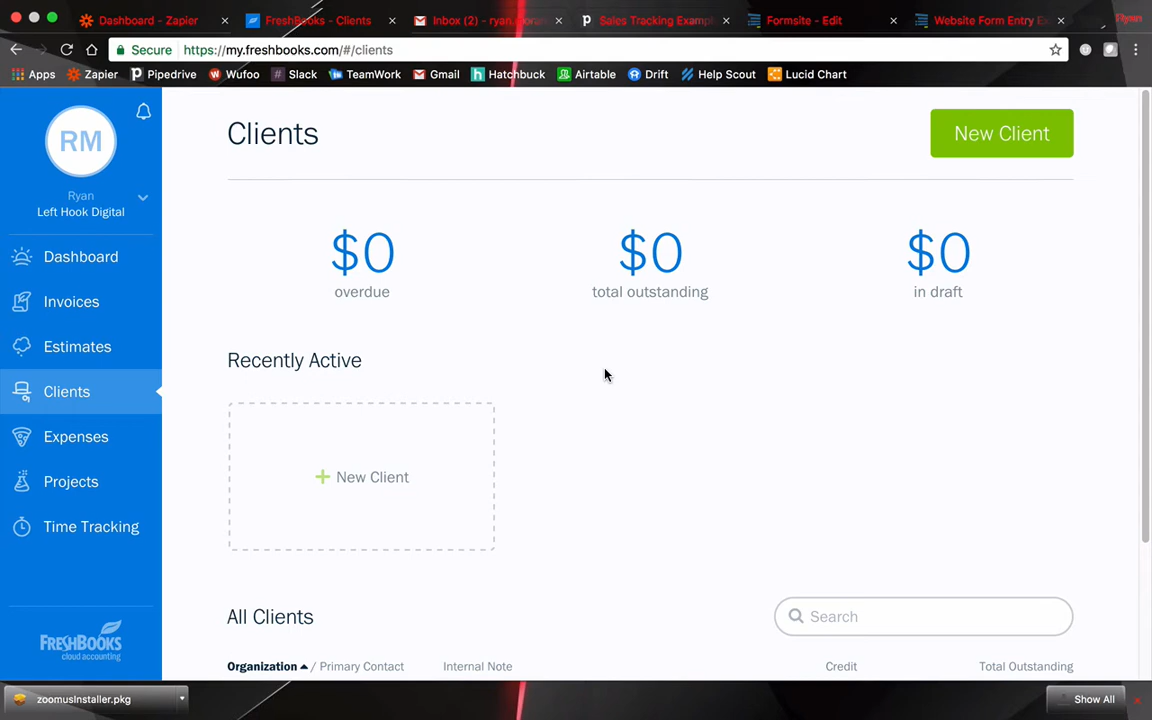 Dashboard - Zapier
FreshBooks - Clients
Inbox (2) - ryan.
Sales Tracking Exampl
Formsite - Edit
Website Form Entry Ex
Ryan
Secure https://my.freshbooks.com/#/clients
Apps Zapier Pipedrive Wufoo Slack TeamWork Gmail Hatchbuck Airtable Drift Help Scout Lucid Chart
RM
Ryan
Left Hook Digital
Dashboard
Invoices
Estimates
Clients
Expenses
Projects
Time Tracking
FRESHBOOKS
cloud accounting
Clients
New Client
$0
overdue
$0
total outstanding
$0
in draft
Recently Active
+ New Client
All Clients
Search
Organization / Primary Contact
Internal Note
Credit
Total Outstanding
zoomusInstaller.pkg
Show All